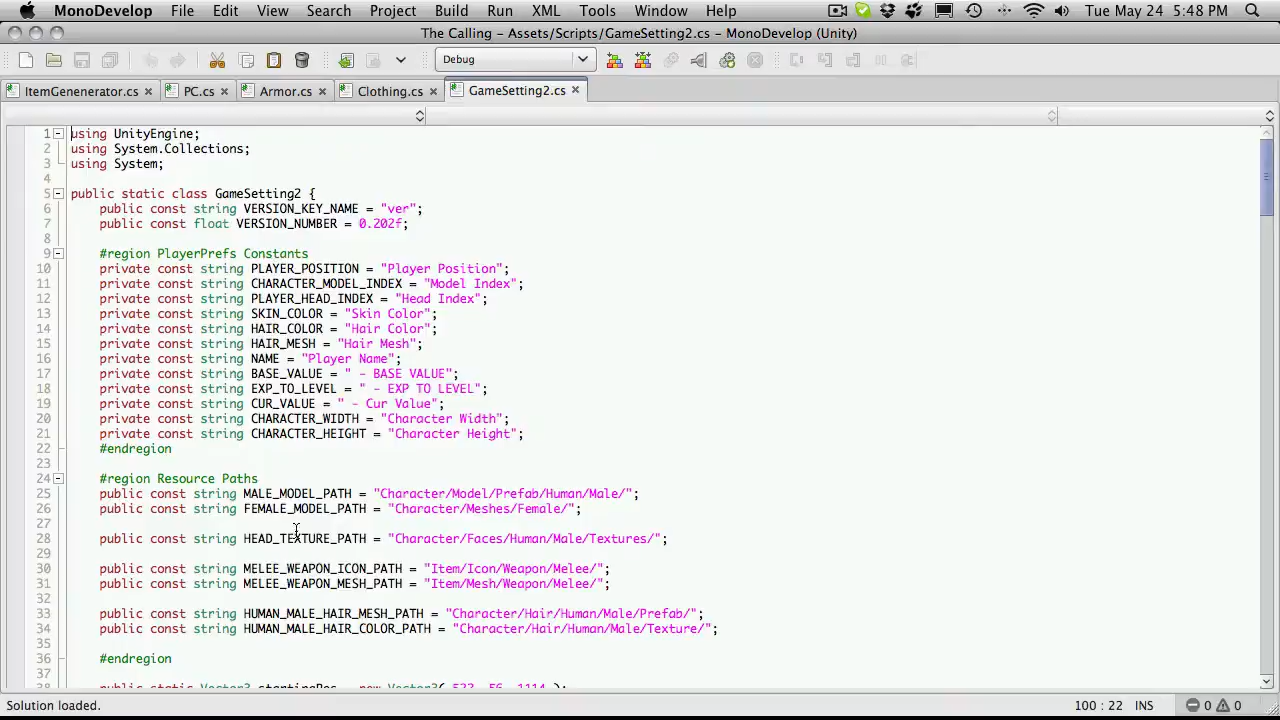 MonoDevelop File Edit View Search Project Build Run XML Tools Window Help Tue May 24 5:48 PM
The Calling – Assets/Scripts/GameSetting2.cs – MonoDevelop (Unity)
Debug
ItemGenenerator.cs PC.cs Armor.cs Clothing.cs GameSetting2.cs
1 using UnityEngine;
2 using System.Collections;
3 using System;
4
5 public static class GameSetting2 {
6 public const string VERSION_KEY_NAME = "ver";
7 public const float VERSION_NUMBER = 0.202f;
8
9 #region PlayerPrefs Constants
10 private const string PLAYER_POSITION = "Player Position";
11 private const string CHARACTER_MODEL_INDEX = "Model Index";
12 private const string PLAYER_HEAD_INDEX = "Head Index";
13 private const string SKIN_COLOR = "Skin Color";
14 private const string HAIR_COLOR = "Hair Color";
15 private const string HAIR_MESH = "Hair Mesh";
16 private const string NAME = "Player Name";
17 private const string BASE_VALUE = " - BASE VALUE";
18 private const string EXP_TO_LEVEL = " - EXP TO LEVEL";
19 private const string CUR_VALUE = " - Cur Value";
20 private const string CHARACTER_WIDTH = "Character Width";
21 private const string CHARACTER_HEIGHT = "Character Height";
22 #endregion
23
24 #region Resource Paths
25 public const string MALE_MODEL_PATH = "Character/Model/Prefab/Human/Male/";
26 public const string FEMALE_MODEL_PATH = "Character/Meshes/Female/";
27
28 public const string HEAD_TEXTURE_PATH = "Character/Faces/Human/Male/Textures/";
29
30 public const string MELEE_WEAPON_ICON_PATH = "Item/Icon/Weapon/Melee/";
31 public const string MELEE_WEAPON_MESH_PATH = "Item/Mesh/Weapon/Melee/";
32
33 public const string HUMAN_MALE_HAIR_MESH_PATH = "Character/Hair/Human/Male/Prefab/";
34 public const string HUMAN_MALE_HAIR_COLOR_PATH = "Character/Hair/Human/Male/Texture/";
35
36 #endregion
37
38 public static Vector3 startingPos = new Vector3( 522, 56, 1114 );
Solution loaded. 100 : 22 INS 0 0